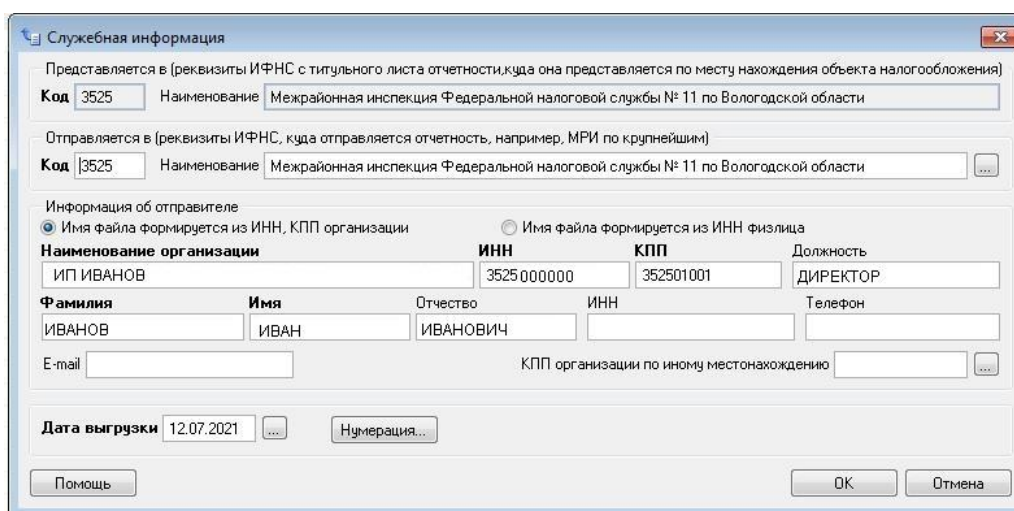 Служебная информация
Представляется в (реквизиты ИФНС с титульного листа отчетности,куда она представляется по месту нахождения объекта налогообложения)
Код 3525 Наименование Межрайонная инспекция Федеральной налоговой службы № 11 по Вологодской области
Отправляется в (реквизиты ИФНС, куда отправляется отчетность, например, МРИ по крупнейшим)
Код 3525 Наименование Межрайонная инспекция Федеральной налоговой службы № 11 по Вологодской области ...
Информация об отправителе
Имя файла формируется из ИНН, КПП организации Имя файла формируется из ИНН физлица
Наименование организации ИНН КПП Должность
ИП ИВАНОВ 3525000000 352501001 ДИРЕКТОР
Фамилия Имя Отчество ИНН Телефон
ИВАНОВ ИВАН ИВАНОВИЧ
E-mail КПП организации по иному местонахождению ...
Дата выгрузки 12.07.2021 ... Нумерация...
Помощь ОК Отмена